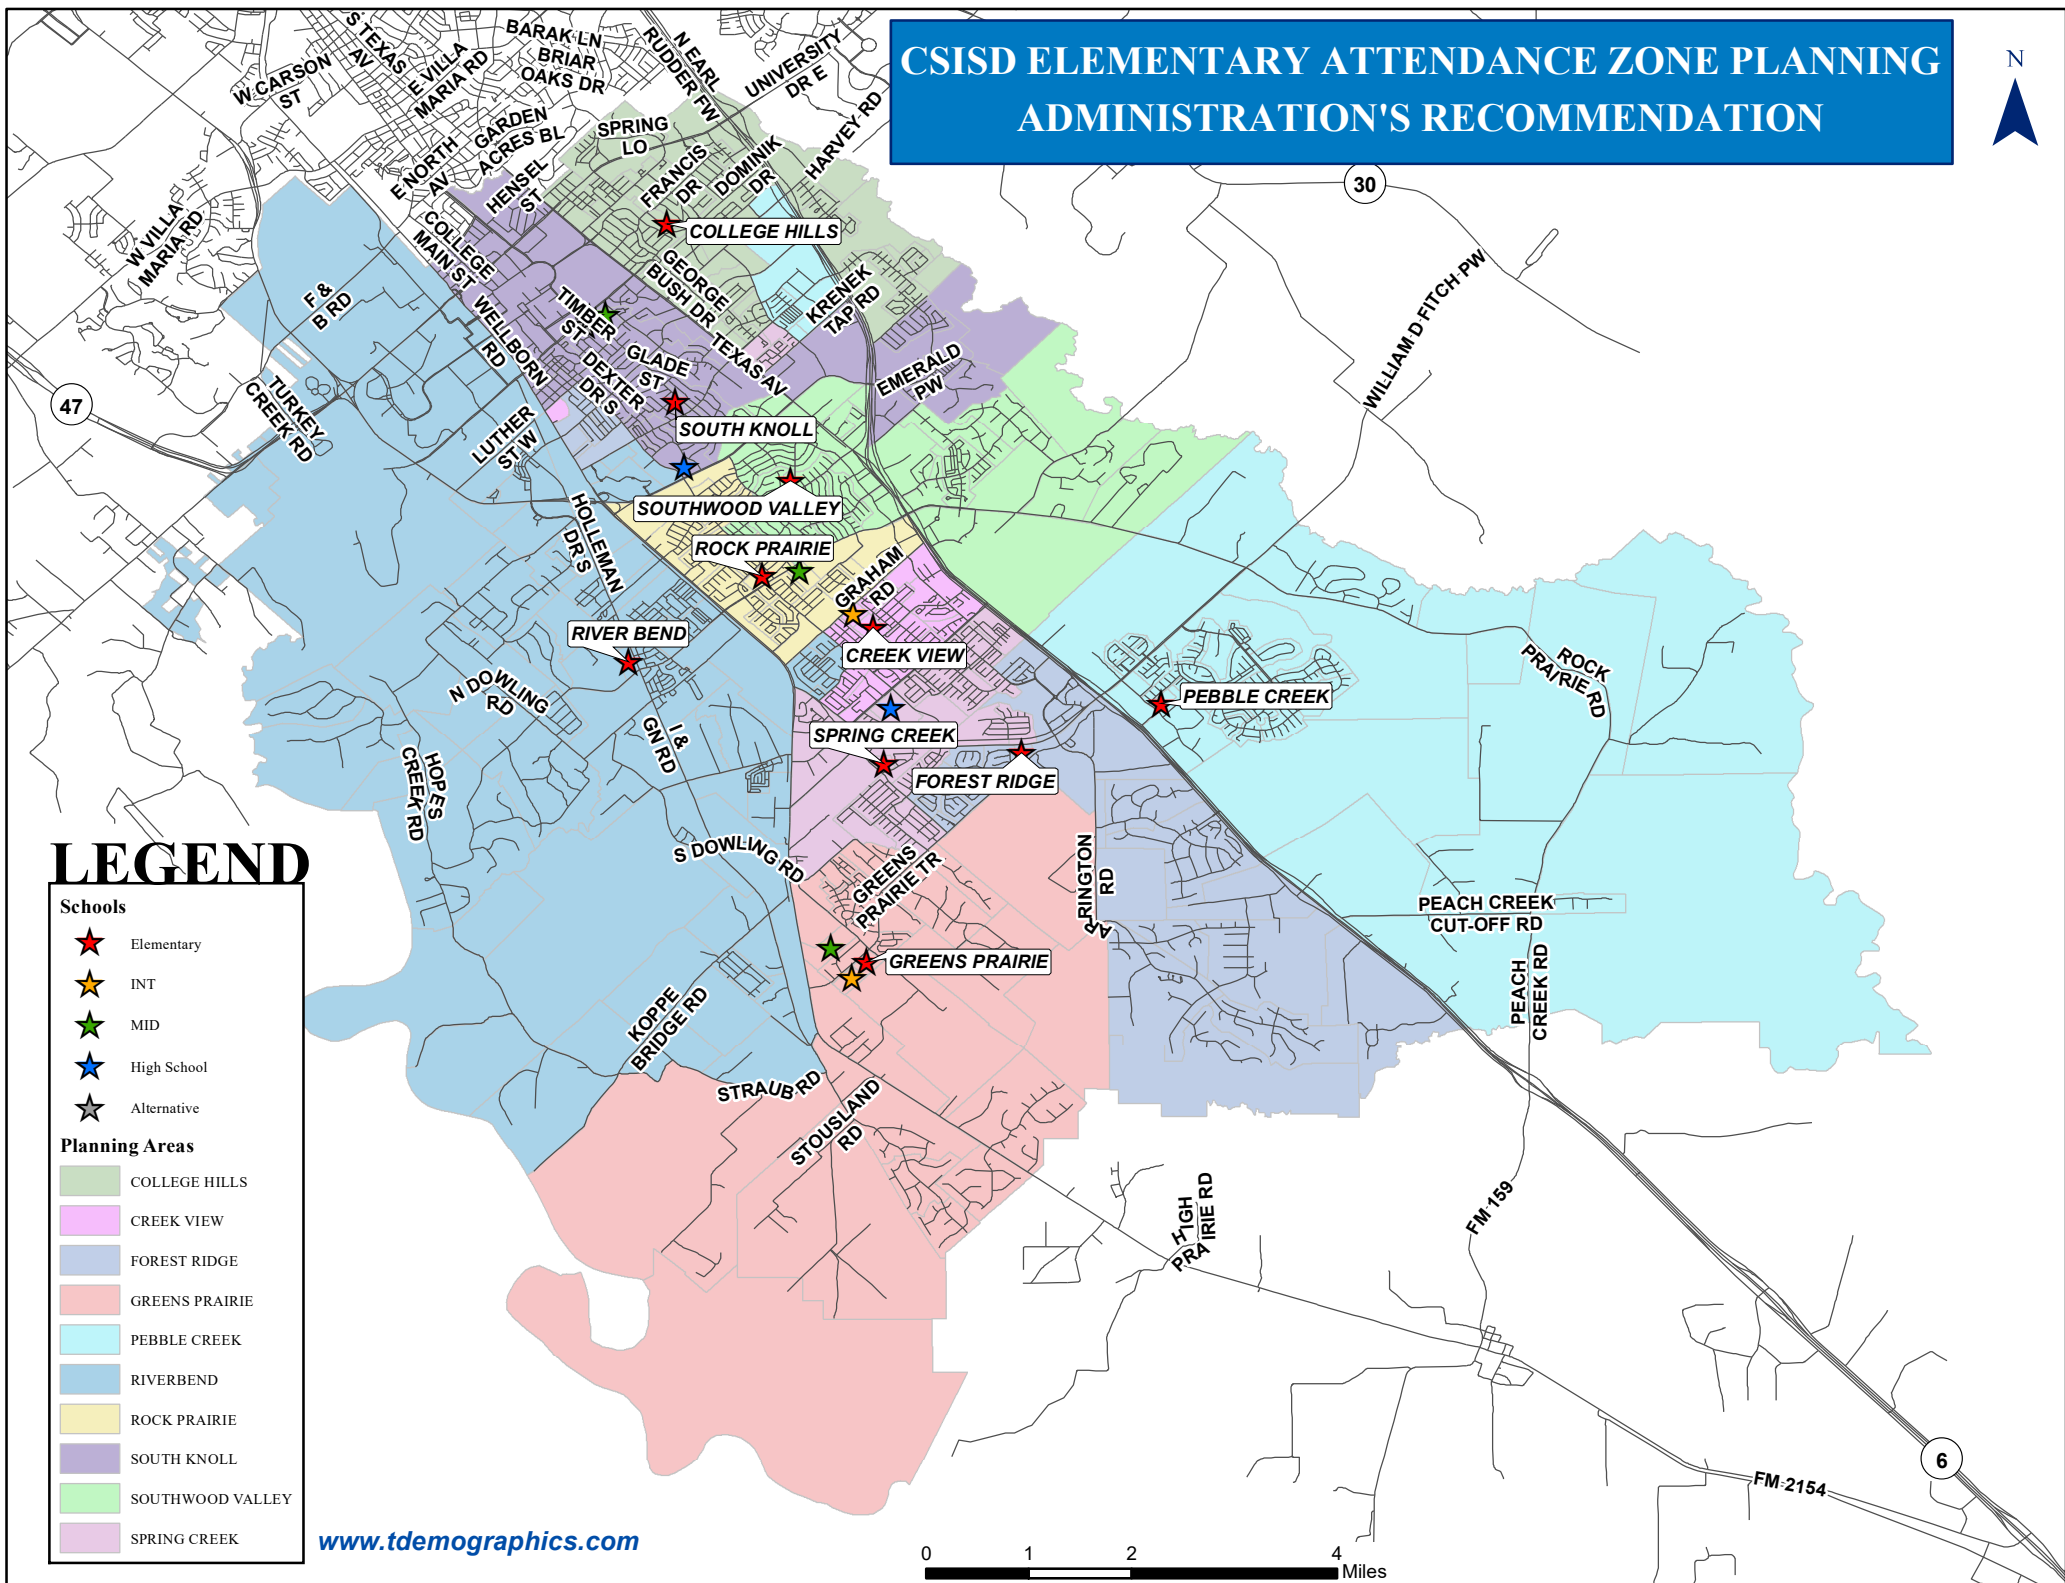 CSISD ELEMENTARY ATTENDANCE ZONE PLANNING
ADMINISTRATION'S RECOMMENDATION
N
S TEXAS
AV
W CARSON
ST
E VILLA
MARIA RD
BARAK LN
BRIAR
OAKS DR
N EARL
RUDDER FW
UNIVERSITY
DR E
HARVEY RD
SPRING
LO
GARDEN
ACRES BL
E NORTH
AV
HENSEL
ST
FRANCIS
DR
DOMINIK
DR
30
W VILLA
MARIA RD
COLLEGE
MAIN ST
COLLEGE HILLS
GEORGE
BUSH DR
KRENEK
TAP RD
F &
B RD
TIMBER
ST
WELLBORN
RD
TEXAS AV
GLADE
ST
DEXTER
DR S
EMERALD
PW
WILLIAM D FITCH PW
47
TURKEY
CREEK RD
LUTHER
ST W
SOUTH KNOLL
SOUTHWOOD VALLEY
HOLLEMAN
DR S
ROCK PRAIRIE
GRAHAM
RD
RIVER BEND
CREEK VIEW
ROCK
PRAIRIE RD
N DOWLING
RD
PEBBLE CREEK
I &
GN RD
SPRING CREEK
FOREST RIDGE
HOPES
CREEK RD
S DOWLING RD
GREENS
PRAIRIE TR
ARRINGTON
RD
PEACH CREEK
CUT-OFF RD
GREENS PRAIRIE
PEACH
CREEK RD
KOPPE
BRIDGE RD
STRAUB RD
STOUSLAND
RD
HIGH
PRAIRIE RD
FM 159
6
FM 2154
LEGEND
Schools
Elementary
INT
MID
High School
Alternative
Planning Areas
COLLEGE HILLS
CREEK VIEW
FOREST RIDGE
GREENS PRAIRIE
PEBBLE CREEK
RIVERBEND
ROCK PRAIRIE
SOUTH KNOLL
SOUTHWOOD VALLEY
SPRING CREEK
www.tdemographics.com
0 1 2 4
Miles